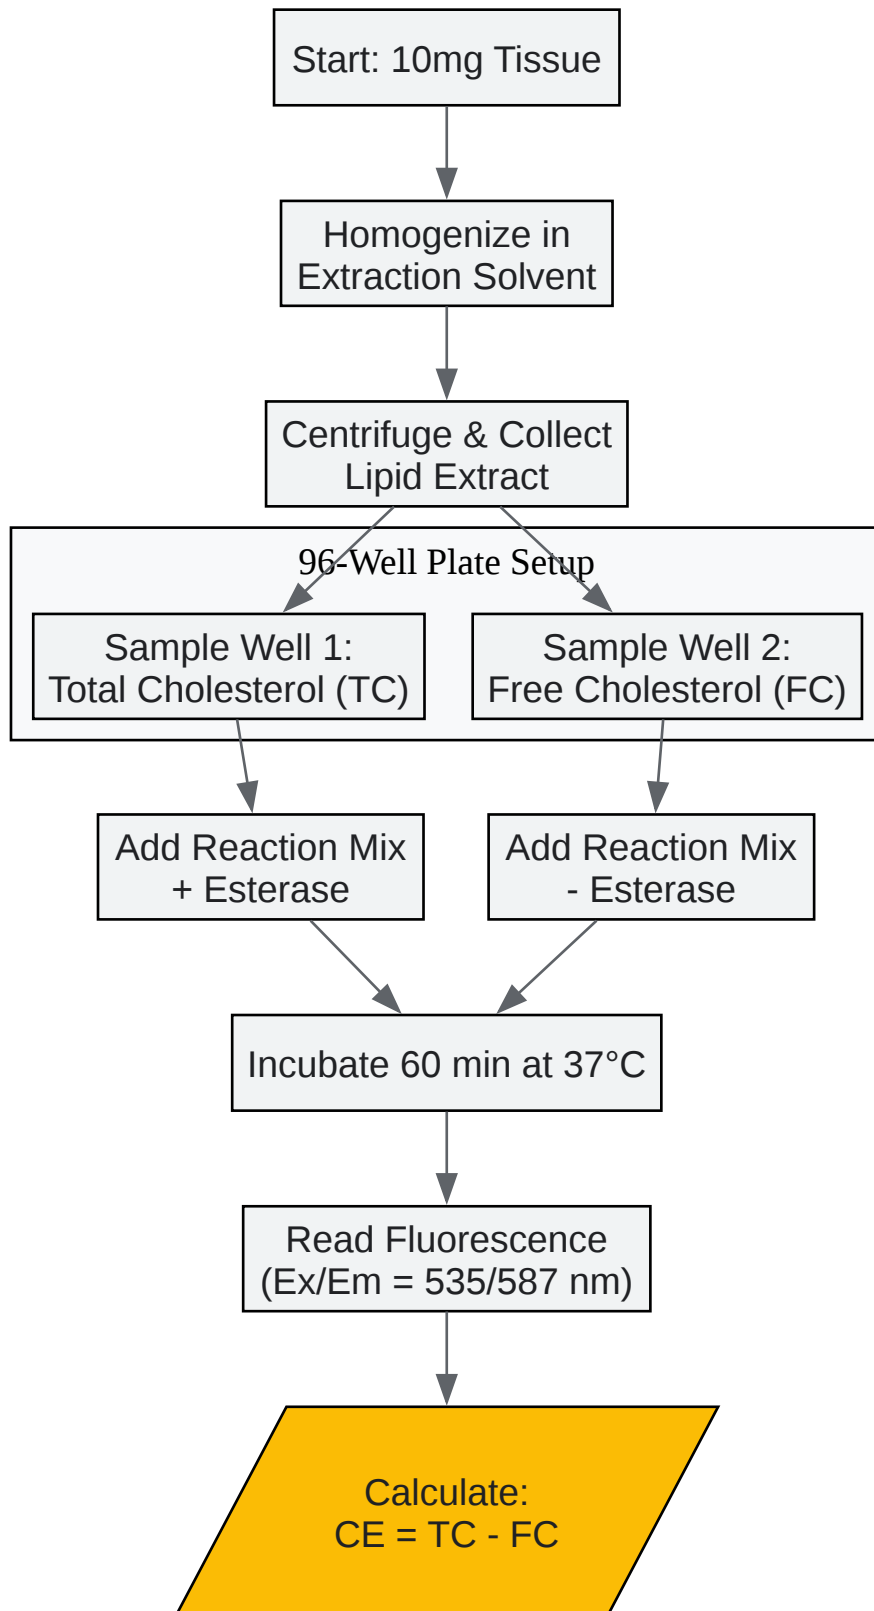 Start: 10mg Tissue
Homogenize in
Extraction Solvent
Centrifuge & Collect
Lipid Extract
96-Well Plate Setup
Sample Well 1:
Total Cholesterol (TC)
Sample Well 2:
Free Cholesterol (FC)
Add Reaction Mix
+ Esterase
Add Reaction Mix
- Esterase
Incubate 60 min at 37°C
Read Fluorescence
(Ex/Em = 535/587 nm)
Calculate:
CE = TC - FC